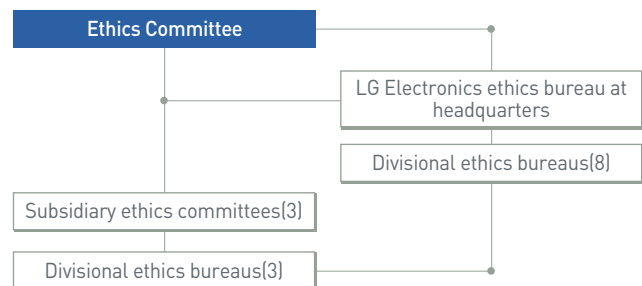 Ethics Committee
LG Electronics ethics bureau at
headquarters
Divisional ethics bureaus(8)
Subsidiary ethics committees(3)
Divisional ethics bureaus(3)